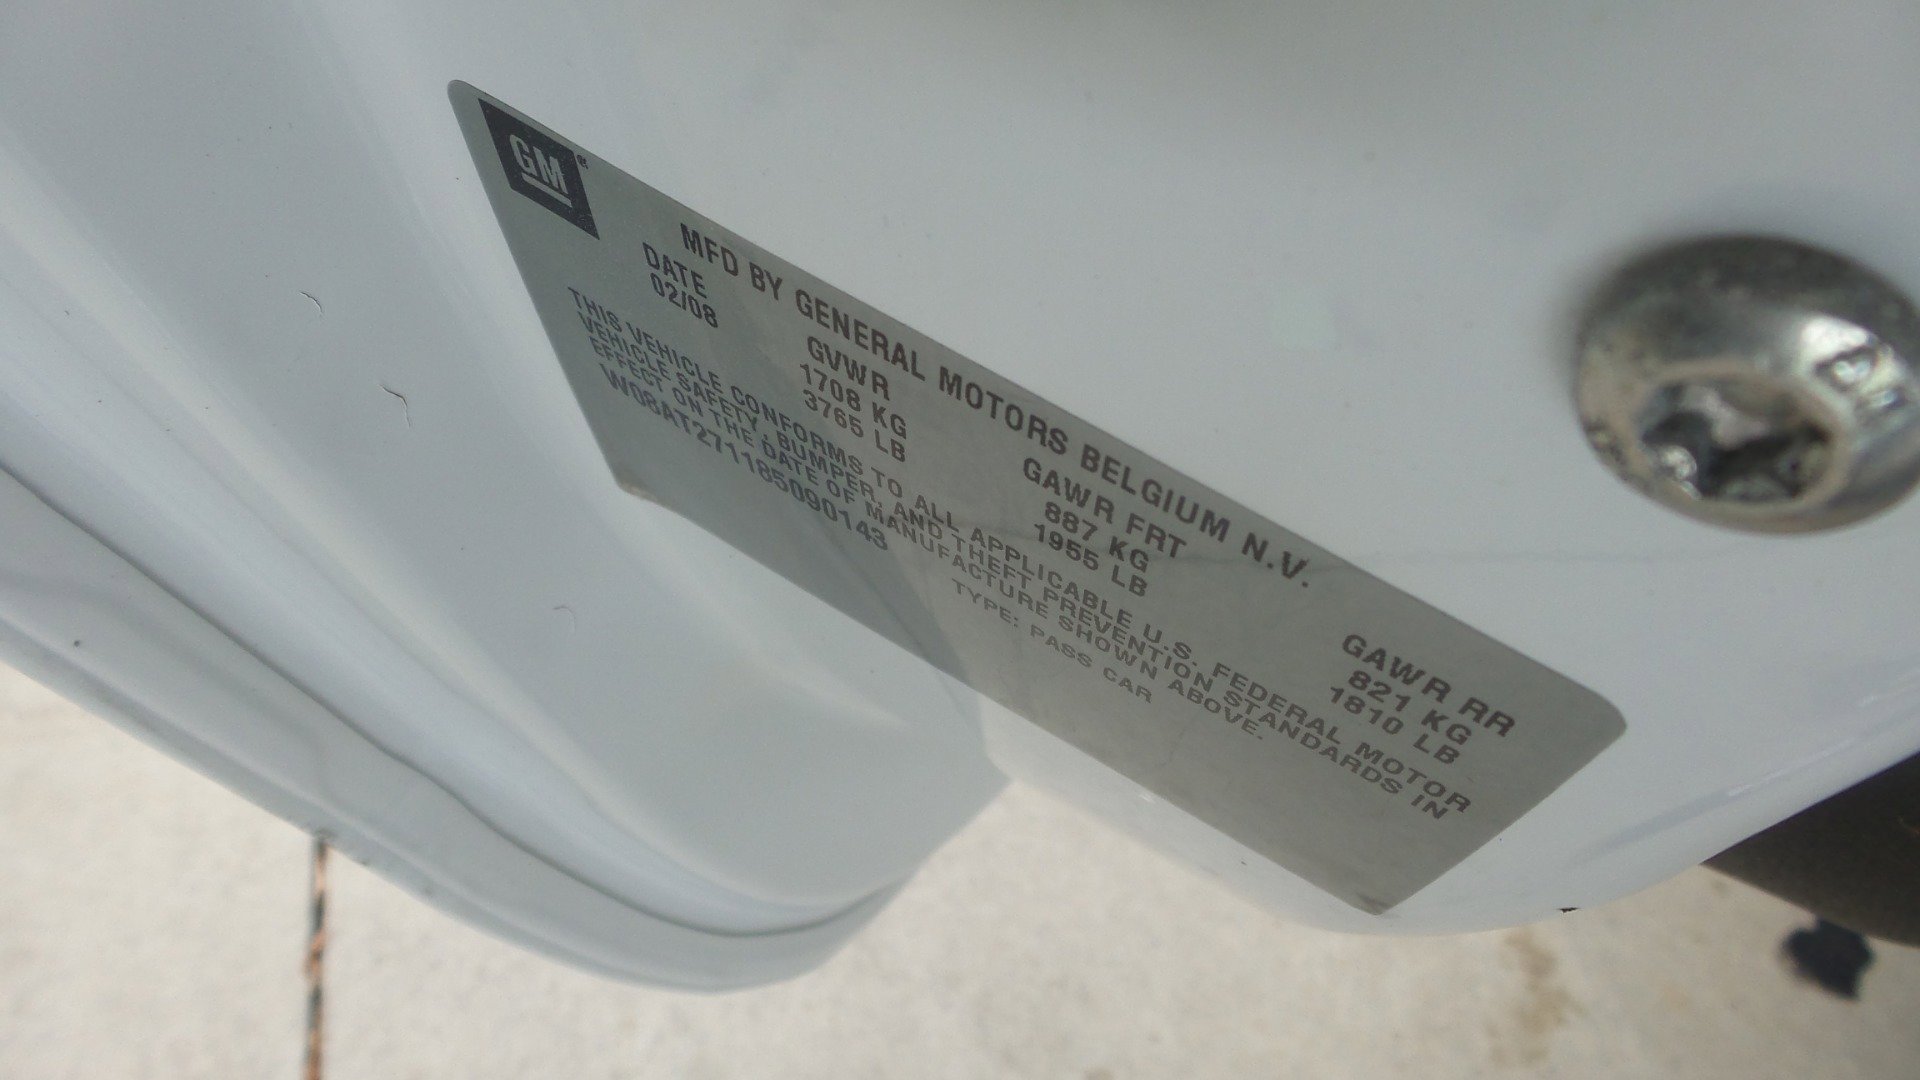 GM®
MFD BY GENERAL MOTORS BELGIUM N.V.
DATE GVWR GAWR FRT GAWR RR
02/08 1708 KG 887 KG 821 KG
3765 LB 1955 LB 1810 LB
THIS VEHICLE CONFORMS TO ALL APPLICABLE U.S. FEDERAL MOTOR
VEHICLE SAFETY, BUMPER, AND THEFT PREVENTION STANDARDS IN
EFFECT ON THE DATE OF MANUFACTURE SHOWN ABOVE.
W08AT271185090143 TYPE: PASS CAR